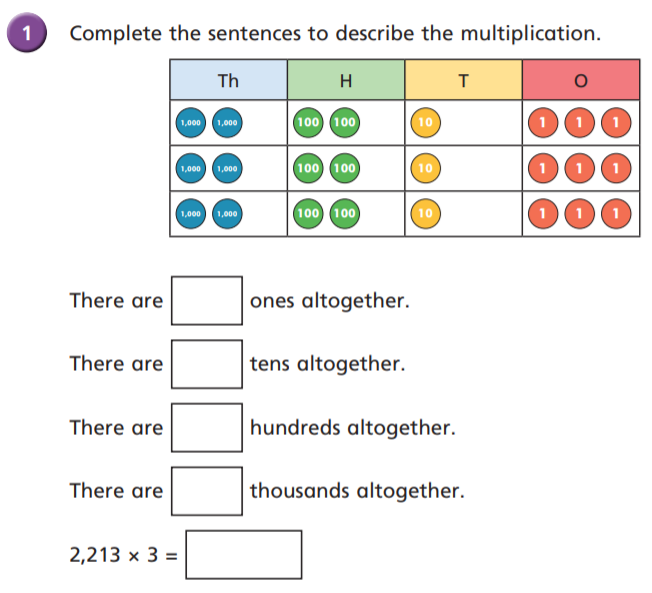 1 Complete the sentences to describe the multiplication.
Th H T O
1,000 1,000 100 100 10 1 1 1
1,000 1,000 100 100 10 1 1 1
1,000 1,000 100 100 10 1 1 1
There are ones altogether.
There are tens altogether.
There are hundreds altogether.
There are thousands altogether.
2,213 × 3 =